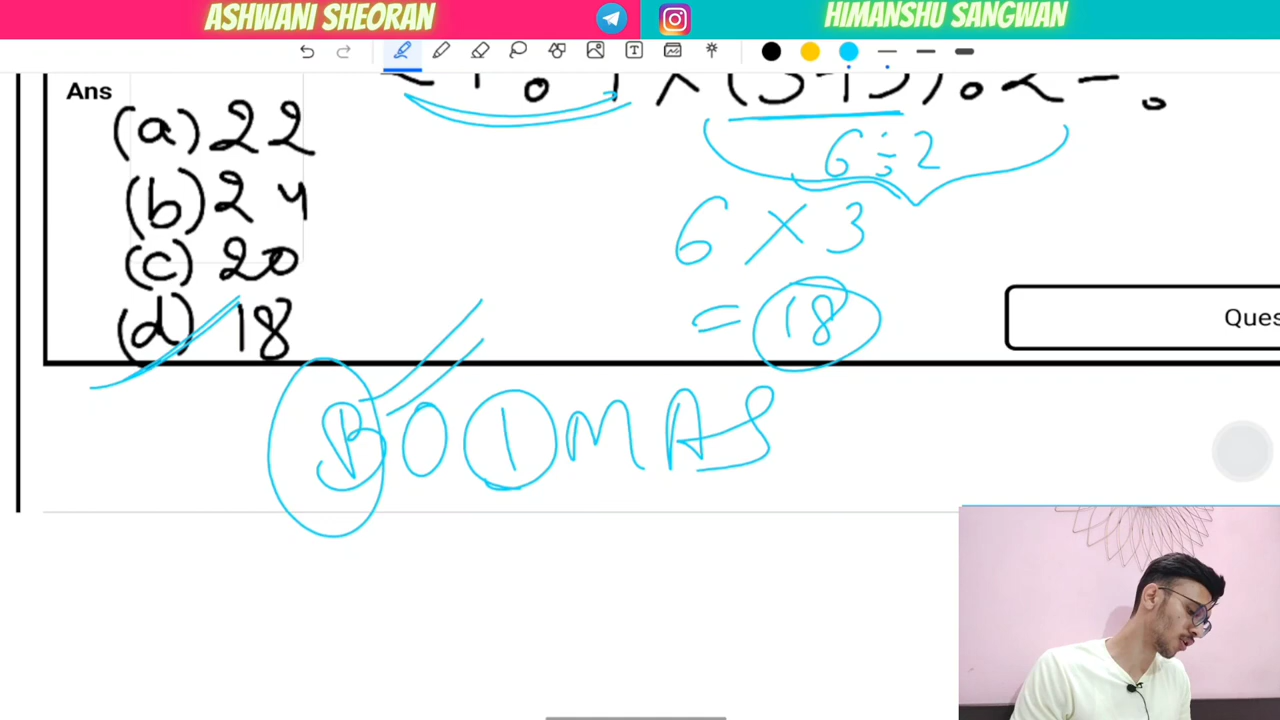 ASHWANI SHEORAN
HIMANSHU SANGWAN
Ans
(a) 22
(b) 24
(c) 20
(d) 18
6 ÷ 2
6 × 3
= 18
Ques
BODMAS